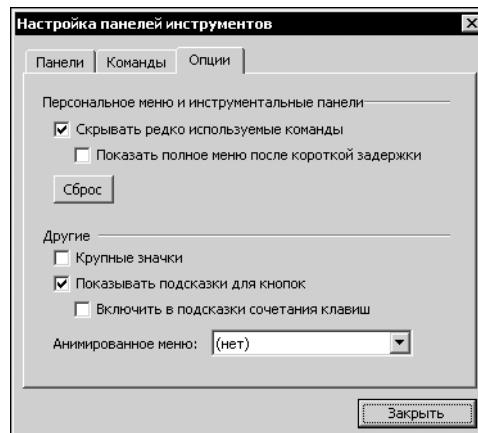 Настройка панелей инструментов
Панели Команды Опции
Персональное меню и инструментальные панели
Скрывать редко используемые команды
Показать полное меню после короткой задержки
Сброс
Другие
Крупные значки
Показывать подсказки для кнопок
Включить в подсказки сочетания клавиш
Анимированное меню: (нет)
Закрыть